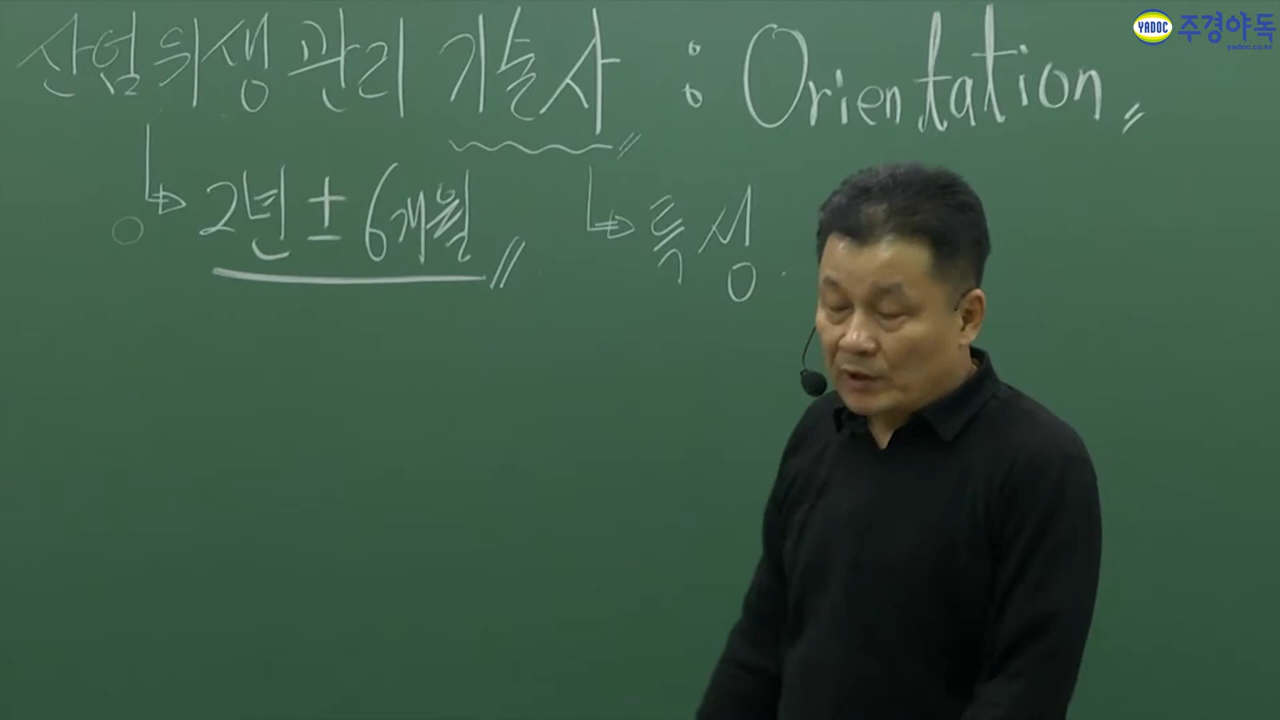 YADOC 주경야독
yadoc.co.kr
산업위생관리기술사 : Orientation〃
2년 ± 6개월〃
특성